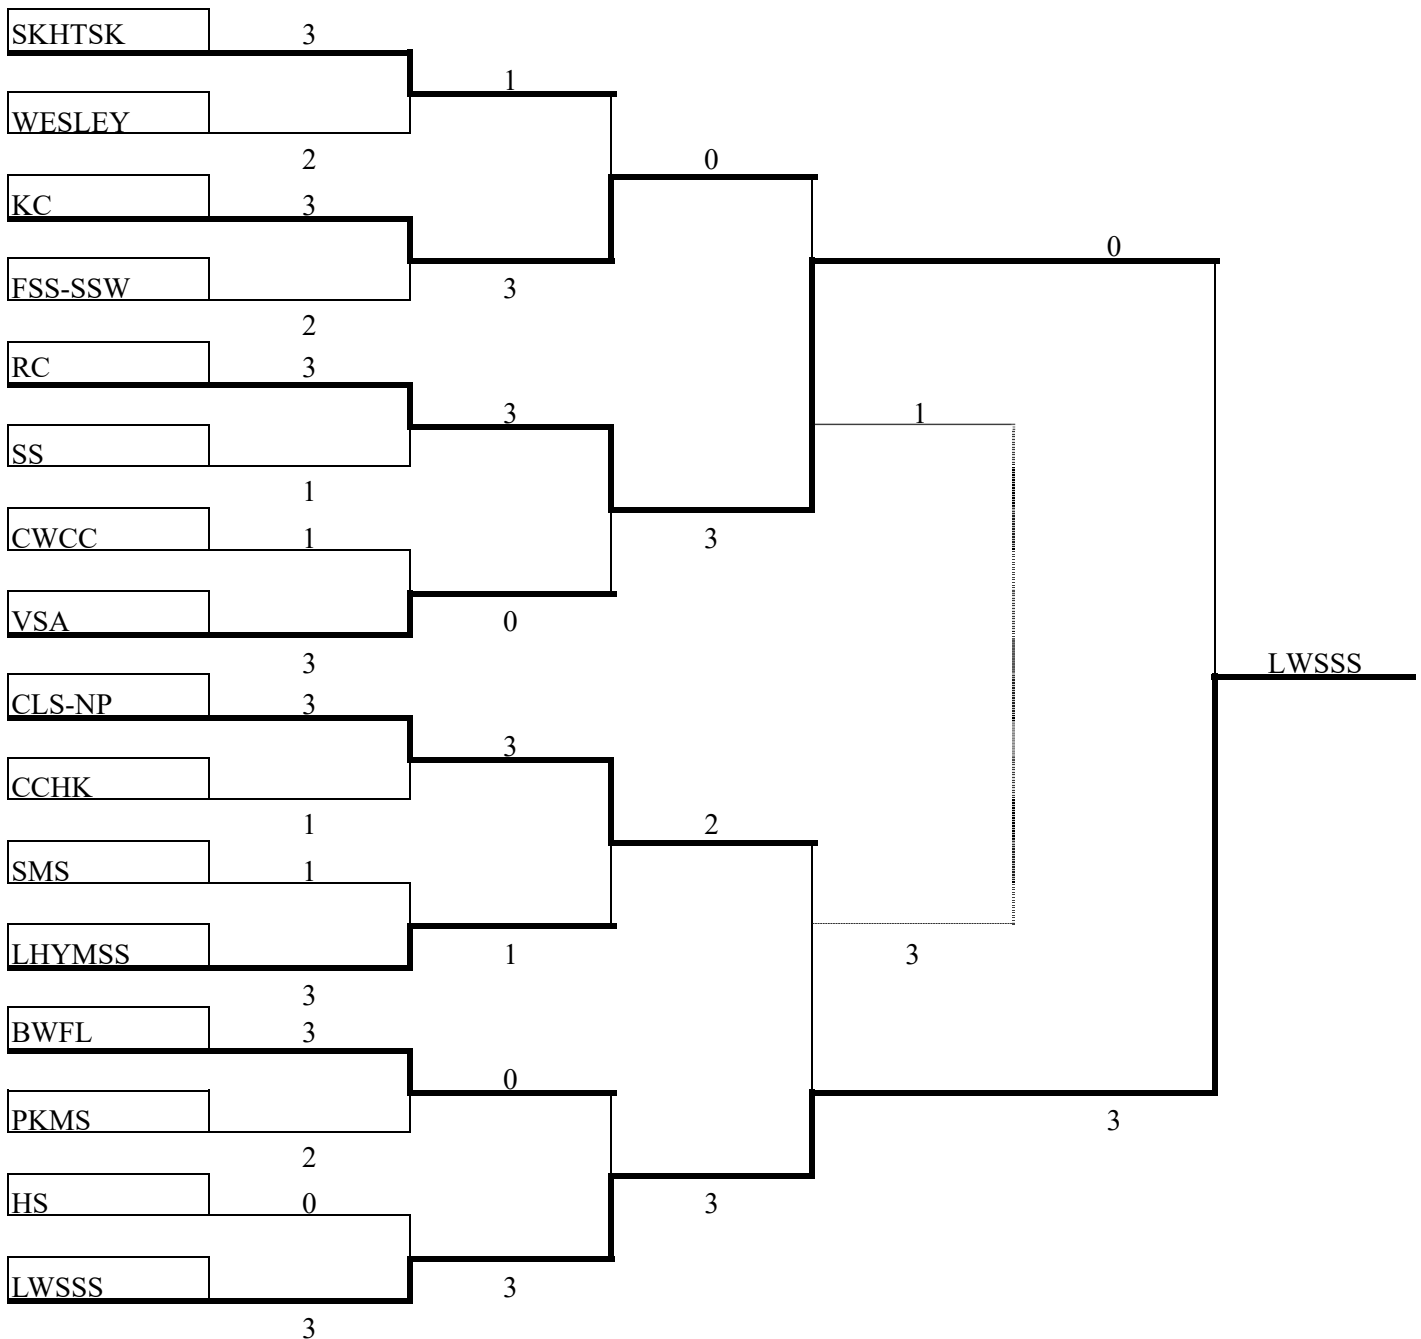 SKHTSK 3
1
WESLEY
2 0
KC 3
0
FSS-SSW 3
2
RC 3
3 1
SS
1
CWCC 1 3
VSA 0
3 LWSSS
CLS-NP 3
3
CCHK
1 2
SMS 1
LHYMSS 1 3
3
BWFL 3
0
PKMS 3
2
HS 0 3
LWSSS 3
3